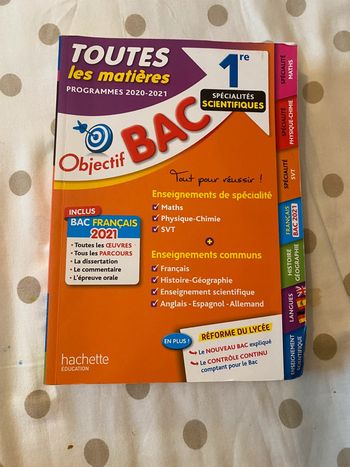 TOUTES
les matières
PROGRAMMES 2020-2021
1re
SPÉCIALITÉS
SCIENTIFIQUES
Objectif BAC
Tout pour réussir !
Enseignements de spécialité
Maths
Physique-Chimie
SVT
+
Enseignements communs
Français
Histoire-Géographie
Enseignement scientifique
Anglais - Espagnol - Allemand
INCLUS
BAC FRANÇAIS
2021
• Toutes les ŒUVRES
• Tous les PARCOURS
• La dissertation
• Le commentaire
• L'épreuve orale
EN PLUS !
RÉFORME DU LYCÉE
Le NOUVEAU BAC expliqué
Le CONTRÔLE CONTINU
comptant pour le Bac
hachette
ÉDUCATION
SPÉCIALITÉ
MATHS
SPÉCIALITÉ
PHYSIQUE-CHIMIE
SPÉCIALITÉ
SVT
FRANÇAIS
BAC 2021
HISTOIRE
GÉOGRAPHIE
LANGUES
ENSEIGNEMENT
SCIENTIFIQUE